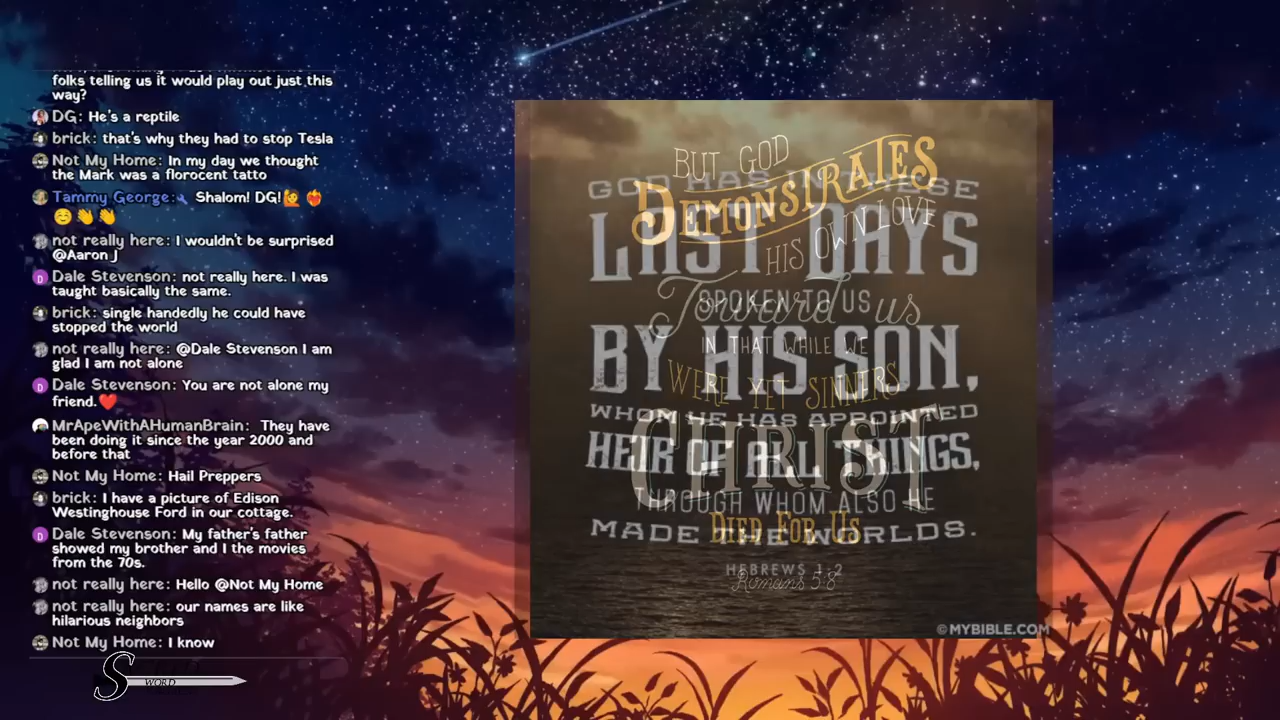 folks telling us it would play out just this
way?
DG: He's a reptile
brick: that's why they had to stop Tesla
Not My Home: In my day we thought
the Mark was a florocent tatto
Tammy George: Shalom! DG!🙋🔥
☺️👋👋
not really here: I wouldn't be surprised
@Aaron J
Dale Stevenson: not really here. I was
taught basically the same.
brick: single handedly he could have
stopped the world
not really here: @Dale Stevenson I am
glad I am not alone
Dale Stevenson: You are not alone my
friend.❤️
MrApeWithAHumanBrain: They have
been doing it since the year 2000 and
before that
Not My Home: Hail Preppers
brick: I have a picture of Edison
Westinghouse Ford in our cottage.
Dale Stevenson: My father's father
showed my brother and I the movies
from the 70s.
not really here: Hello @Not My Home
not really here: our names are like
hilarious neighbors
Not My Home: I know
SWORD
BUT GOD
DEMONSTRATES
HIS OWN LOVE
Toward us
IN THAT WHILE WE
WERE YET SINNERS
CHRIST
DIED FOR US
Romans 5:8
GOD HAS IN THESE
LAST DAYS
SPOKEN TO US
BY HIS SON,
WHOM HE HAS APPOINTED
HEIR OF ALL THINGS,
THROUGH WHOM ALSO HE
MADE THE WORLDS.
HEBREWS 1:2
©MYBIBLE.COM